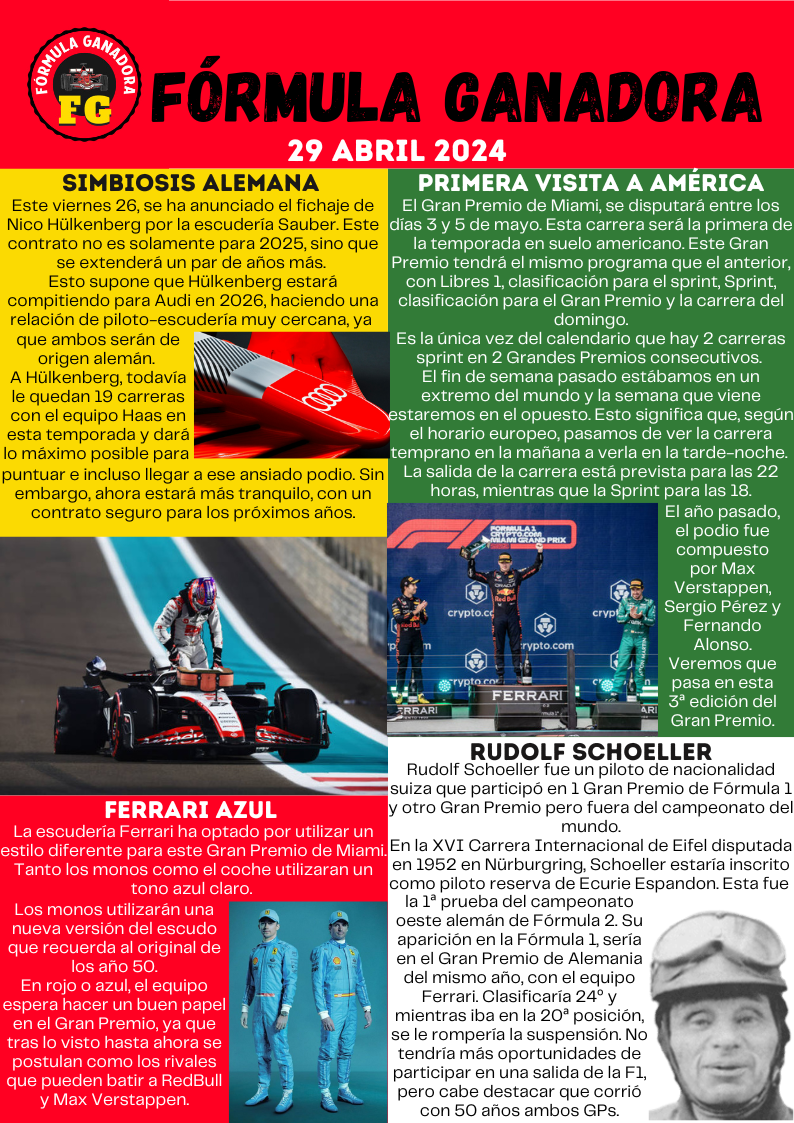 FÓRMULA GANADORA
FG
FÓRMULA GANADORA
29 ABRIL 2024
SIMBIOSIS ALEMANA
Este viernes 26, se ha anunciado el fichaje de
Nico Hülkenberg por la escudería Sauber. Este
contrato no es solamente para 2025, sino que
se extenderá un par de años más.
Esto supone que Hülkenberg estará
compitiendo para Audi en 2026, haciendo una
relación de piloto-escudería muy cercana, ya
que ambos serán de
origen alemán.
A Hülkenberg, todavía
le quedan 19 carreras
con el equipo Haas en
esta temporada y dará
lo máximo posible para
puntuar e incluso llegar a ese ansiado podio. Sin
embargo, ahora estará más tranquilo, con un
contrato seguro para los próximos años.
FERRARI AZUL
La escudería Ferrari ha optado por utilizar un
estilo diferente para este Gran Premio de Miami.
Tanto los monos como el coche utilizaran un
tono azul claro.
Los monos utilizarán una
nueva versión del escudo
que recuerda al original de
los año 50.
En rojo o azul, el equipo
espera hacer un buen papel
en el Gran Premio, ya que
tras lo visto hasta ahora se
postulan como los rivales
que pueden batir a RedBull
y Max Verstappen.
PRIMERA VISITA A AMÉRICA
El Gran Premio de Miami, se disputará entre los
días 3 y 5 de mayo. Esta carrera será la primera de
la temporada en suelo americano. Este Gran
Premio tendrá el mismo programa que el anterior,
con Libres 1, clasificación para el sprint, Sprint,
clasificación para el Gran Premio y la carrera del
domingo.
Es la única vez del calendario que hay 2 carreras
sprint en 2 Grandes Premios consecutivos.
El fin de semana pasado estábamos en un
extremo del mundo y la semana que viene
estaremos en el opuesto. Esto significa que, según
el horario europeo, pasamos de ver la carrera
temprano en la mañana a verla en la tarde-noche.
La salida de la carrera está prevista para las 22
horas, mientras que la Sprint para las 18.
FORMULA 1
CRYPTO.COM
MIAMI GRAND PRIX
crypto.com
crypto.com
Red Bull
FERRARI
El año pasado,
el podio fue
compuesto
por Max
Verstappen,
Sergio Pérez y
Fernando
Alonso.
Veremos que
pasa en esta
3ª edición del
Gran Premio.
RUDOLF SCHOELLER
Rudolf Schoeller fue un piloto de nacionalidad
suiza que participó en 1 Gran Premio de Fórmula 1
y otro Gran Premio pero fuera del campeonato del
mundo.
En la XVI Carrera Internacional de Eifel disputada
en 1952 en Nürburgring, Schoeller estaría inscrito
como piloto reserva de Ecurie Espandon. Esta fue
la 1ª prueba del campeonato
oeste alemán de Fórmula 2. Su
aparición en la Fórmula 1, sería
en el Gran Premio de Alemania
del mismo año, con el equipo
Ferrari. Clasificaría 24º y
mientras iba en la 20ª posición,
se le rompería la suspensión. No
tendría más oportunidades de
participar en una salida de la F1,
pero cabe destacar que corrió
con 50 años ambos GPs.